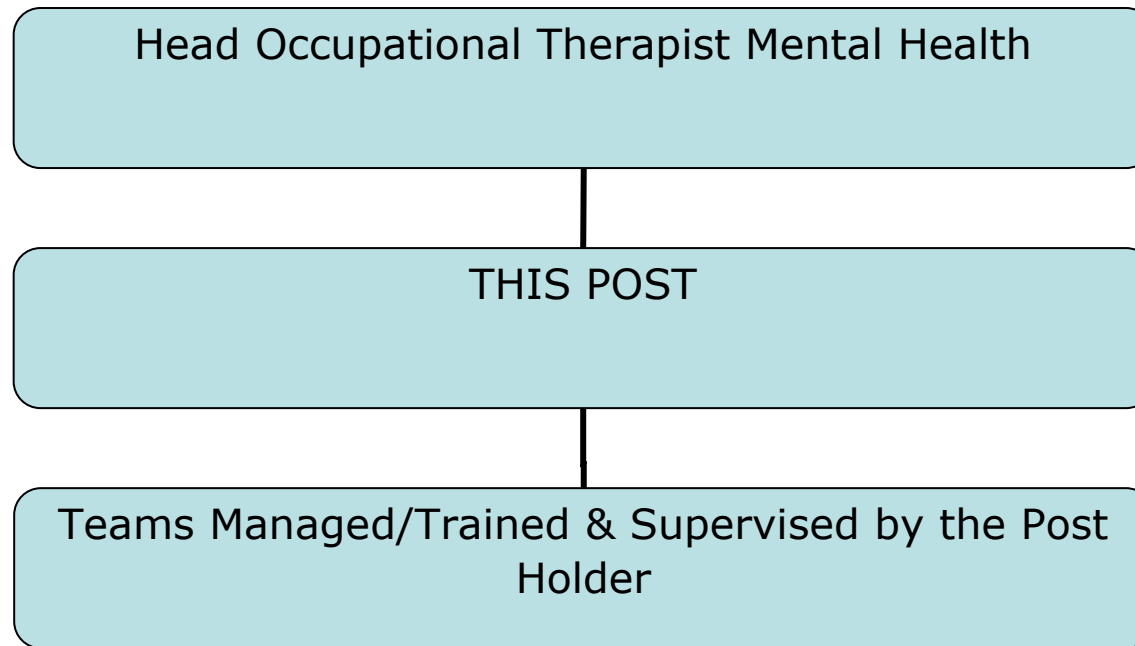 Head Occupational Therapist Mental Health
THIS POST
Teams Managed/Trained & Supervised by the Post
Holder